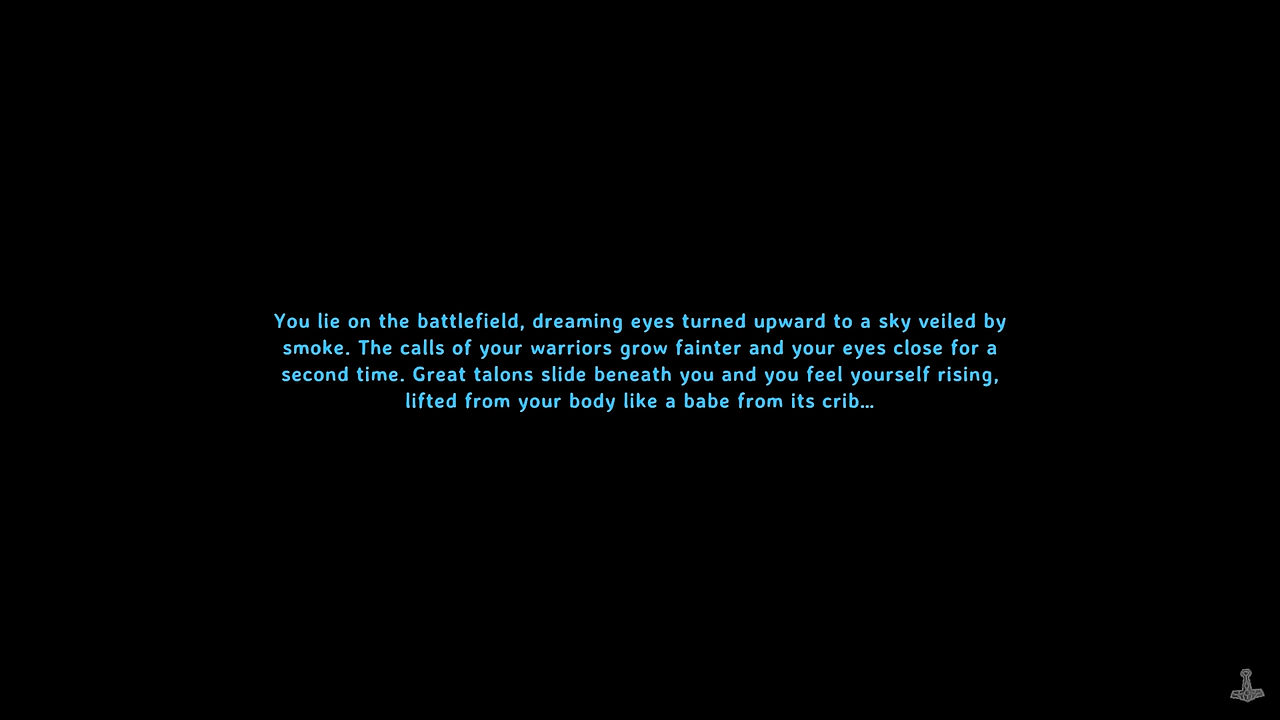 You lie on the battlefield, dreaming eyes turned upward to a sky veiled by
smoke. The calls of your warriors grow fainter and your eyes close for a
second time. Great talons slide beneath you and you feel yourself rising,
lifted from your body like a babe from its crib...